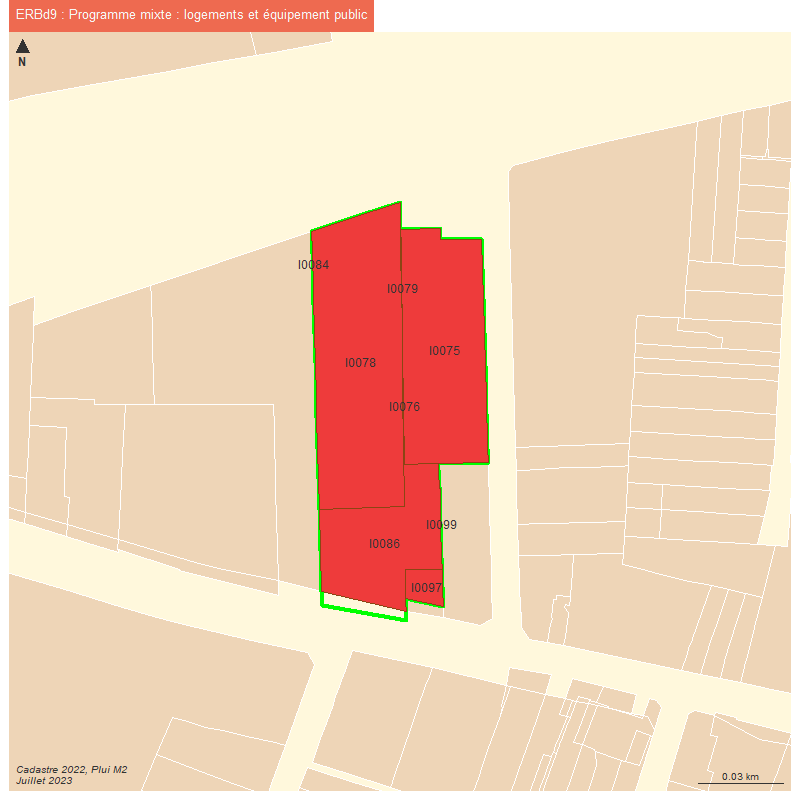 ERBd9 : Programme mixte : logements et équipement public
N
I0084
I0079
I0075
I0078
I0076
I0099
I0086
I0097
Cadastre 2022, Plui M2
Juillet 2023
0.03 km